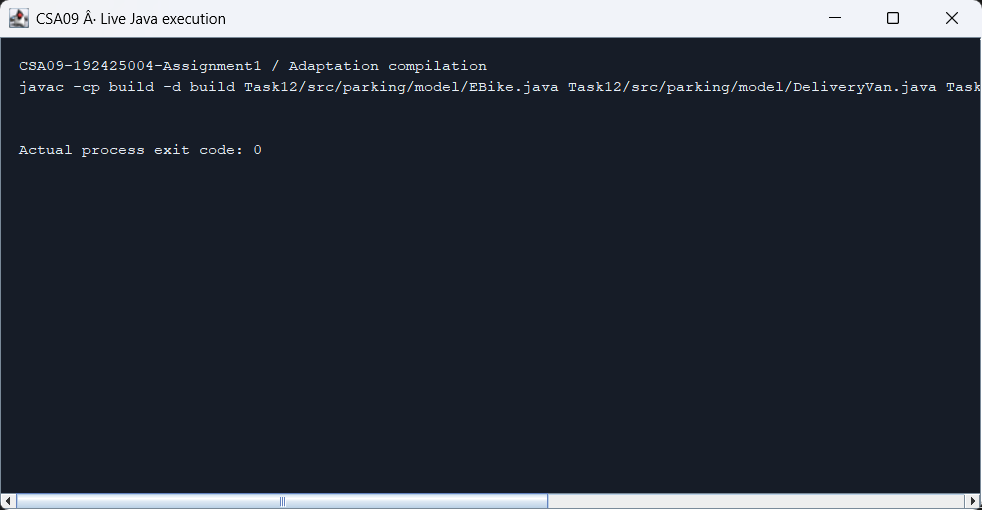 CSA09 Â· Live Java execution
CSA09-192425004-Assignment1 / Adaptation compilation
javac -cp build -d build Task12/src/parking/model/EBike.java Task12/src/parking/model/DeliveryVan.java Task
Actual process exit code: 0